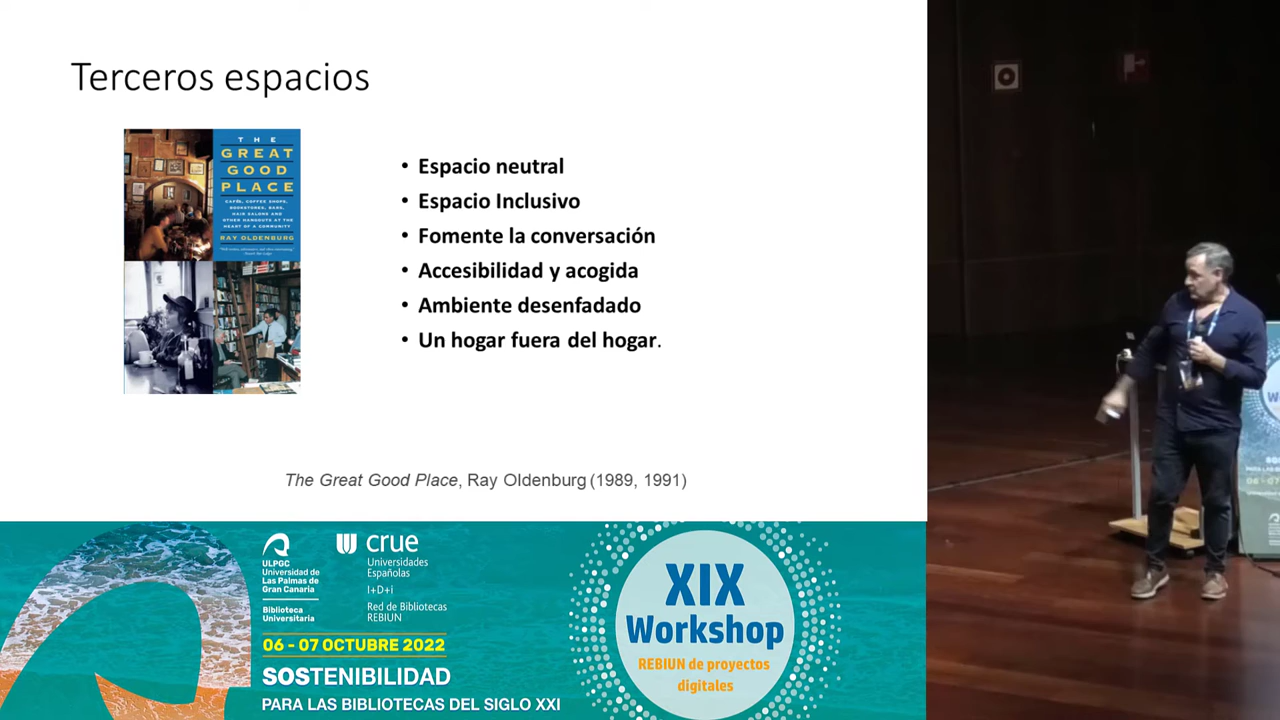 Terceros espacios
THE
GREAT
GOOD
PLACE
CAFÉS, COFFEE SHOPS,
BOOKSTORES, BARS,
HAIR SALONS AND
OTHER HANGOUTS AT THE
HEART OF A COMMUNITY
RAY OLDENBURG
• Espacio neutral
• Espacio Inclusivo
• Fomente la conversación
• Accesibilidad y acogida
• Ambiente desenfadado
• Un hogar fuera del hogar.
The Great Good Place, Ray Oldenburg (1989, 1991)
ULPGC
Universidad de
Las Palmas de
Gran Canaria
Biblioteca
Universitaria
crue
Universidades
Españolas
I+D+i
Red de Bibliotecas
REBIUN
06 - 07 OCTUBRE 2022
SOSTENIBILIDAD
PARA LAS BIBLIOTECAS DEL SIGLO XXI
XIX
Workshop
REBIUN de proyectos
digitales